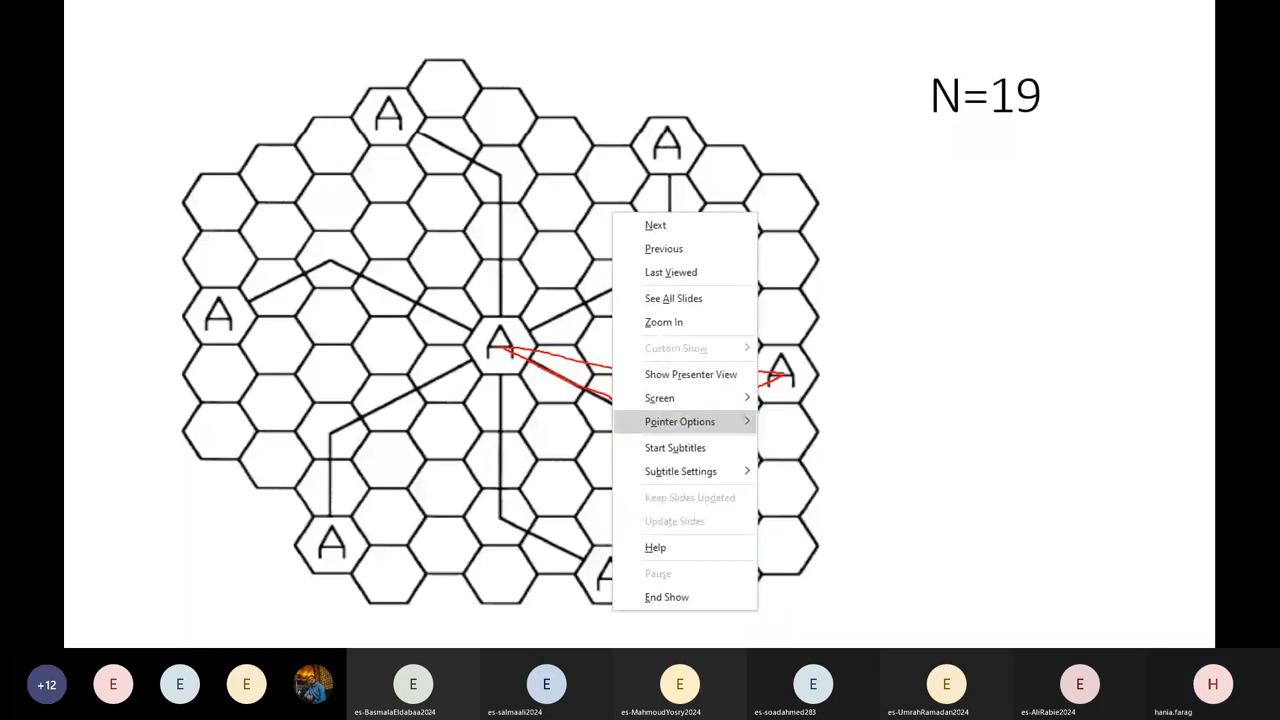 N=19
A
A
A
A
A
A
A
Next
Previous
Last Viewed
See All Slides
Zoom In
Custom Show
Show Presenter View
Screen
Pointer Options
Start Subtitles
Subtitle Settings
Keep Slides Updated
Update Slides
Help
Pause
End Show
+12
E
E
E
E
E
E
E
E
E
H
es-BasmalaEldabaa2024
es-salmaali2024
es-MahmoudYosry2024
es-soadahmed283
es-UmrahRamadan2024
es-AliRabie2024
hania.farag